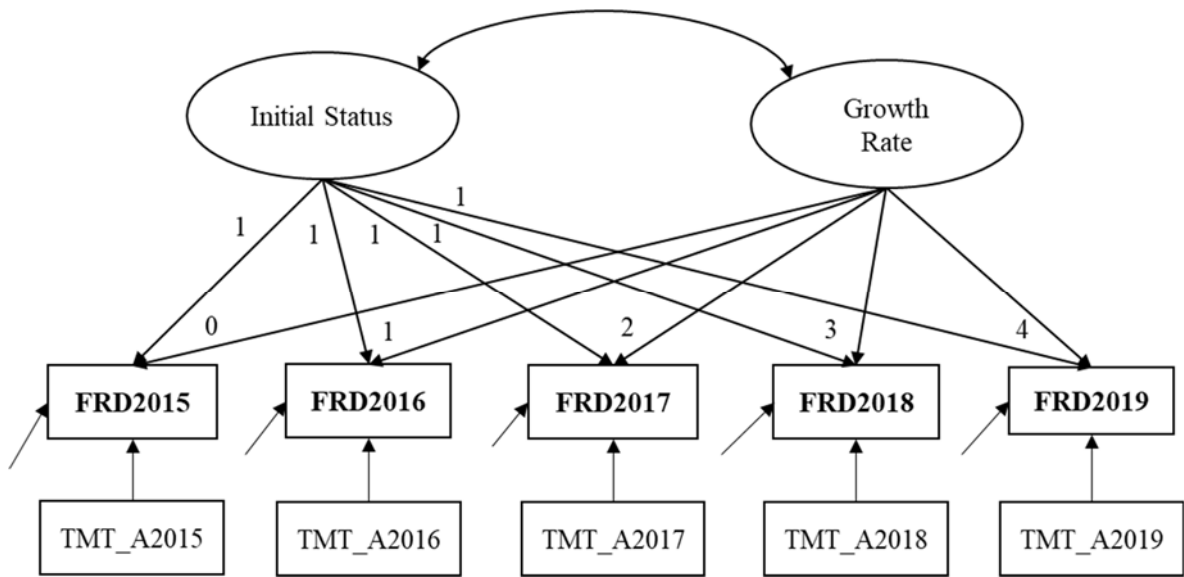 Initial Status
Growth
Rate
1
1
1
1
1
0
1
2
3
4
FRD2015
FRD2016
FRD2017
FRD2018
FRD2019
TMT_A2015
TMT_A2016
TMT_A2017
TMT_A2018
TMT_A2019